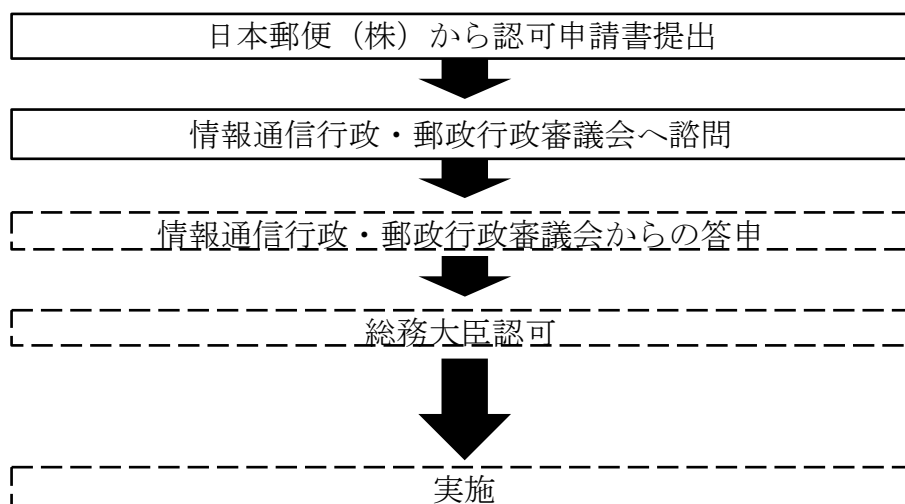 日本郵便（株）から認可申請書提出
情報通信行政・郵政行政審議会へ諮問
情報通信行政・郵政行政審議会からの答申
総務大臣認可
実施